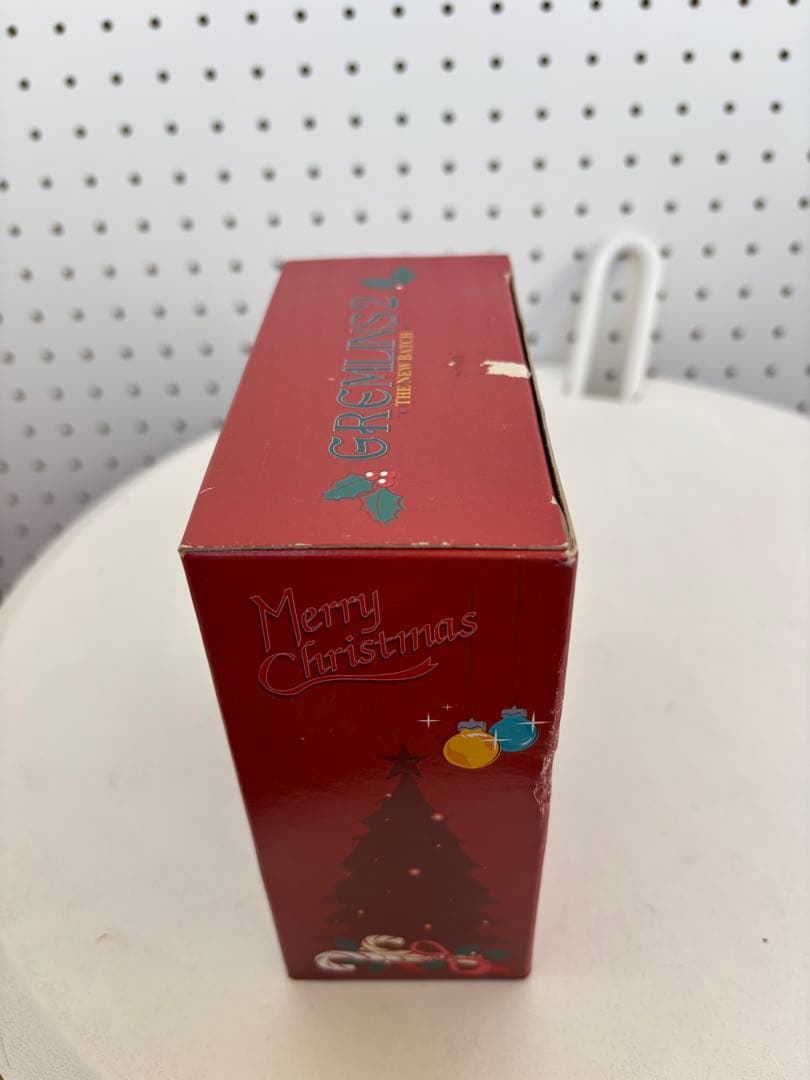 GREMLINS 2
THE NEW BATCH
Merry
Christmas